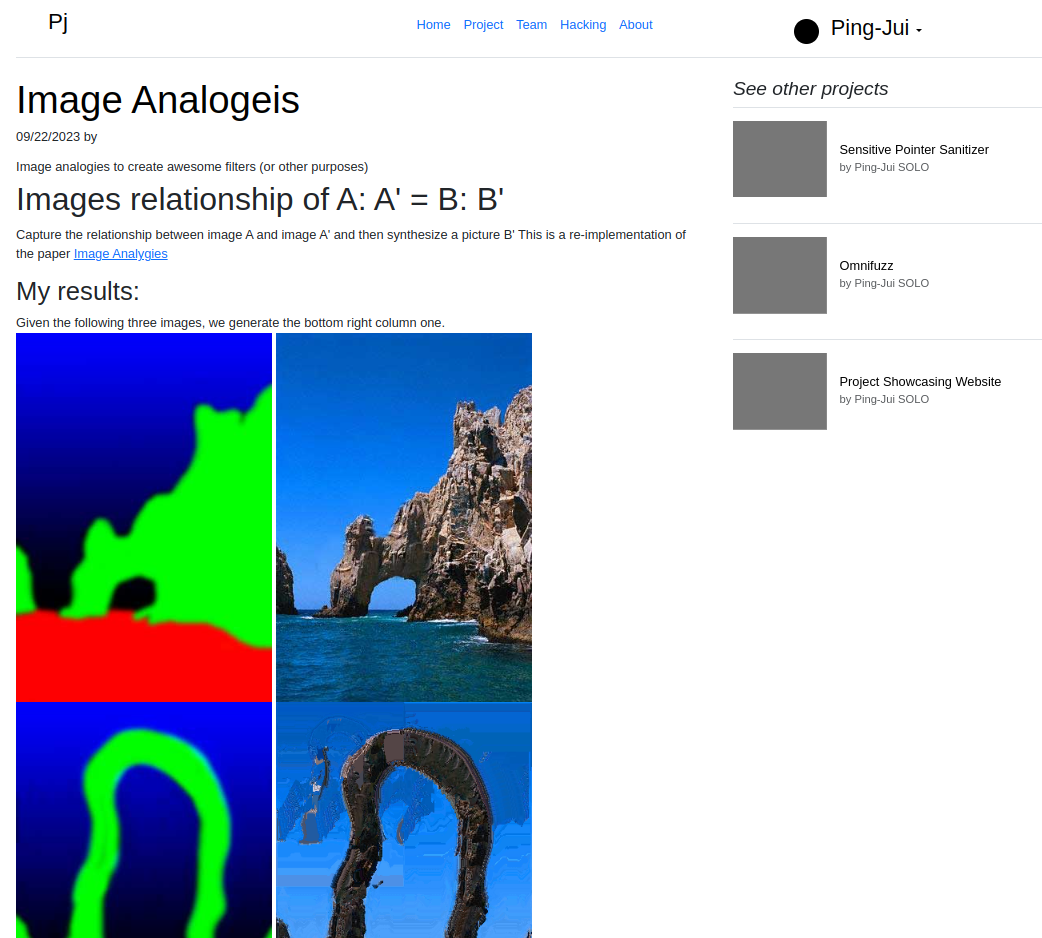 Pj
Home Project Team Hacking About
Ping-Jui
Image Analogeis
09/22/2023 by
Image analogies to create awesome filters (or other purposes)
Images relationship of A: A' = B: B'
Capture the relationship between image A and image A' and then synthesize a picture B' This is a re-implementation of
the paper Image Analygies
My results:
Given the following three images, we generate the bottom right column one.
See other projects
Sensitive Pointer Sanitizer
by Ping-Jui SOLO
Omnifuzz
by Ping-Jui SOLO
Project Showcasing Website
by Ping-Jui SOLO